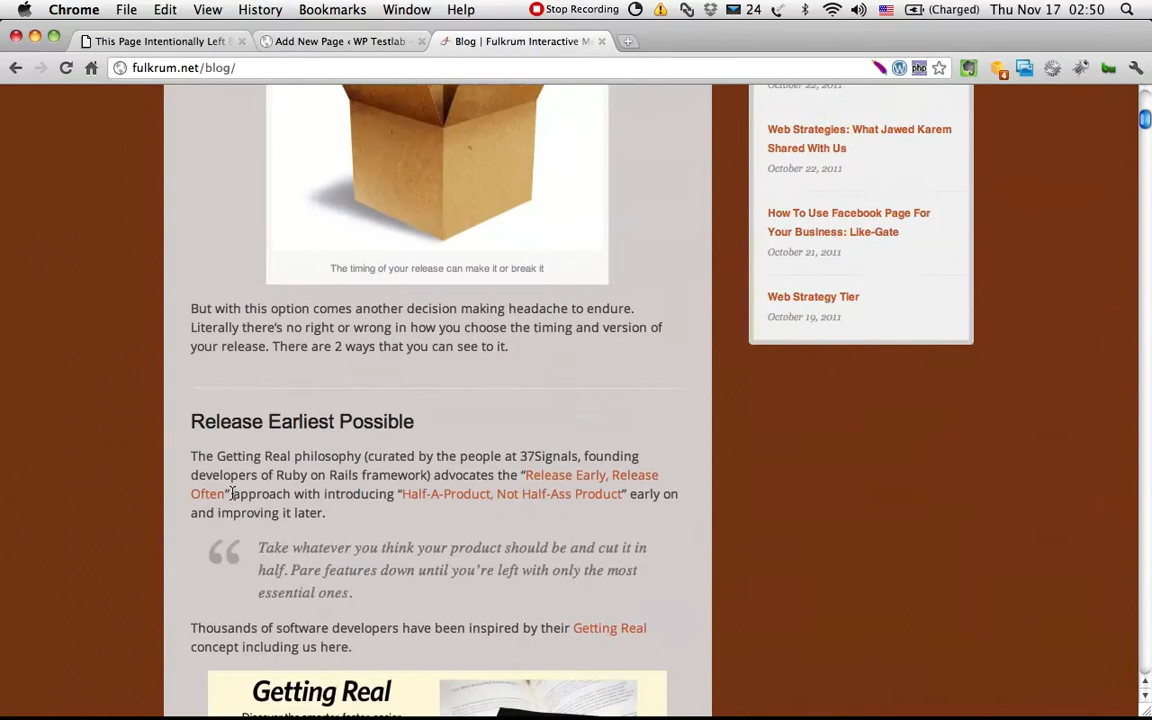 Chrome File Edit View History Bookmarks Window Help Stop Recording 24 (Charged) Thu Nov 17 02:50
This Page Intentionally Left B Add New Page ‹ WP Testlab - Blog | Fulkrum Interactive M
fulkrum.net/blog/
October 22, 2011
Web Strategies: What Jawed Karem
Shared With Us
October 22, 2011
How To Use Facebook Page For
Your Business: Like-Gate
October 21, 2011
Web Strategy Tier
October 19, 2011
The timing of your release can make it or break it
But with this option comes another decision making headache to endure.
Literally there's no right or wrong in how you choose the timing and version of
your release. There are 2 ways that you can see to it.
Release Earliest Possible
The Getting Real philosophy (curated by the people at 37Signals, founding
developers of Ruby on Rails framework) advocates the “Release Early, Release
Often” approach with introducing “Half-A-Product, Not Half-Ass Product” early on
and improving it later.
“ Take whatever you think your product should be and cut it in
half. Pare features down until you're left with only the most
essential ones.
Thousands of software developers have been inspired by their Getting Real
concept including us here.
Getting Real